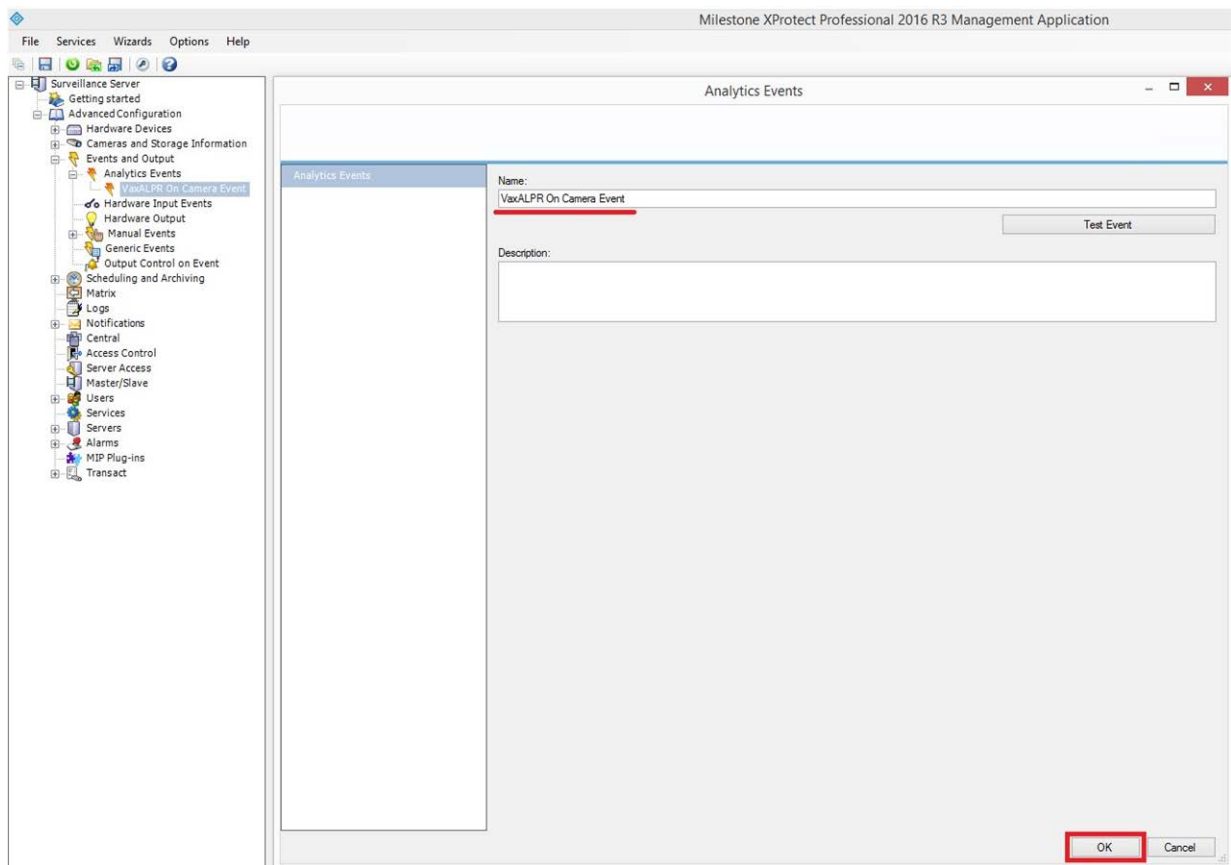 Milestone XProtect Professional 2016 R3 Management Application
File Services Wizards Options Help
Surveillance Server
Getting started
Advanced Configuration
Hardware Devices
Cameras and Storage Information
Events and Output
Analytics Events
VaxALPR On Camera Event
Hardware Input Events
Hardware Output
Manual Events
Generic Events
Output Control on Event
Scheduling and Archiving
Matrix
Logs
Notifications
Central
Access Control
Server Access
Master/Slave
Users
Services
Servers
Alarms
MIP Plug-ins
Transact
Analytics Events
Analytics Events
Name:
VaxALPR On Camera Event
Test Event
Description:
OK Cancel